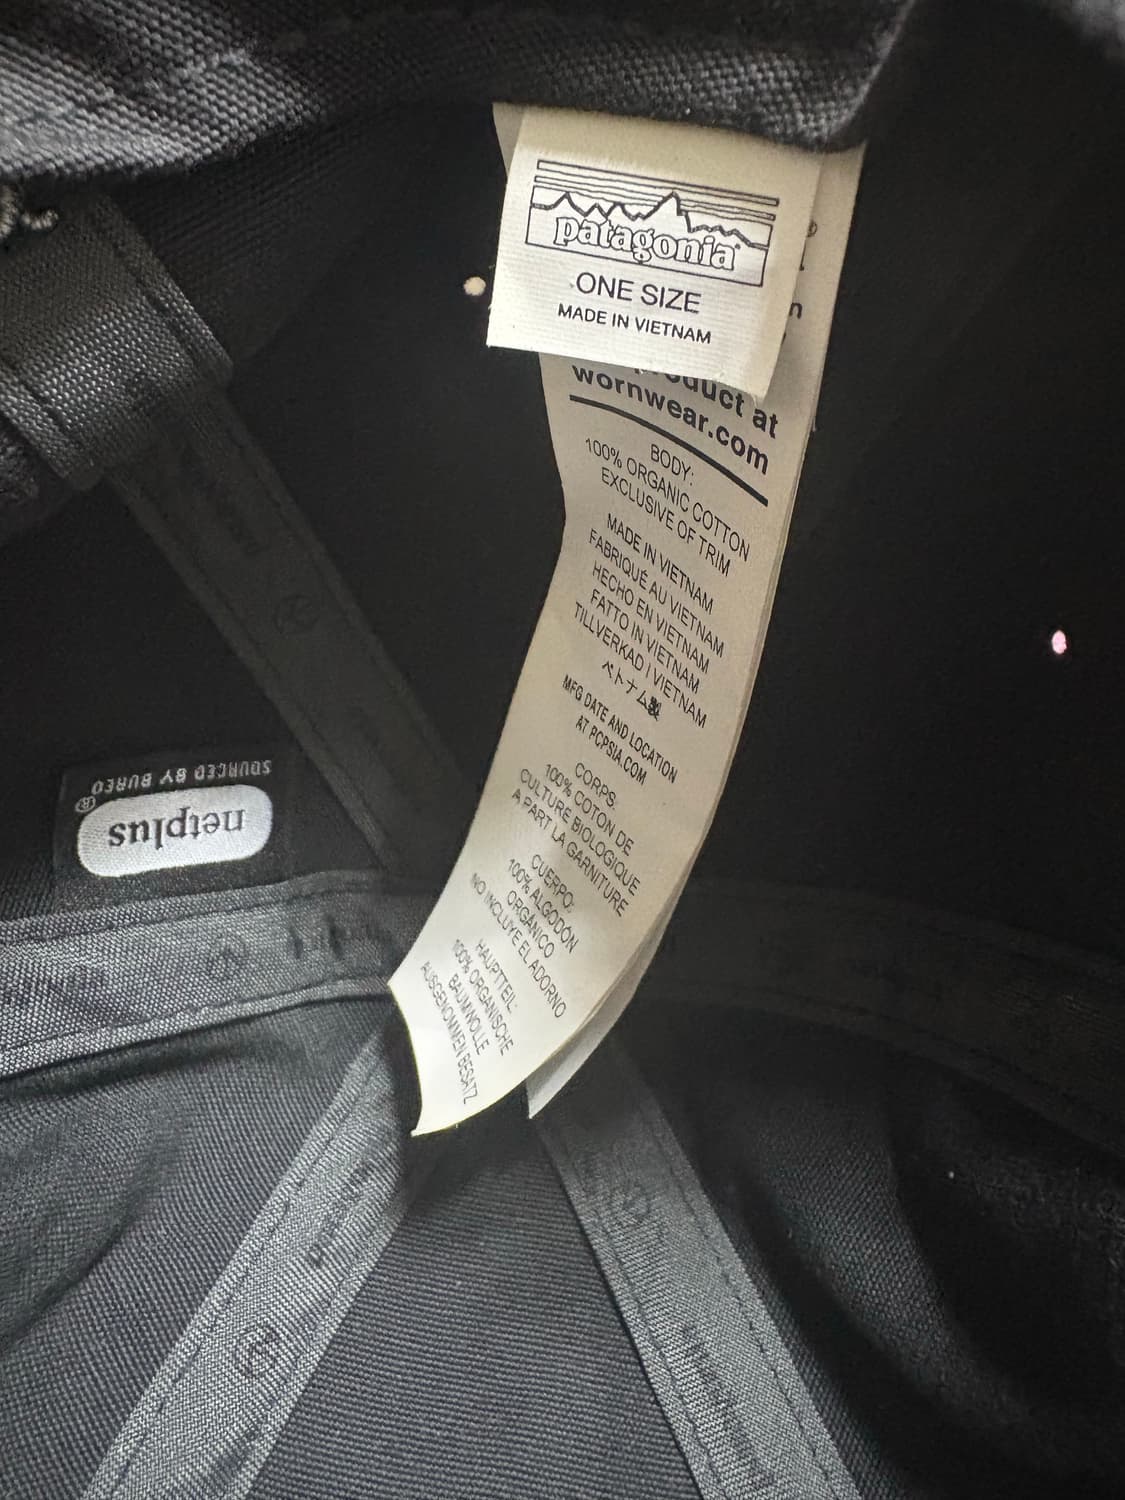 patagonia
ONE SIZE
MADE IN VIETNAM
at
wornwear.com
BODY:
100% ORGANIC COTTON
EXCLUSIVE OF TRIM
MADE IN VIETNAM
FABRIQUÉ AU VIETNAM
HECHO EN VIETNAM
FATTO IN VIETNAM
TILLVERKAD I VIETNAM
ベトナム製
MFG DATE AND LOCATION
AT PCPSIA.COM
CORPS:
100% COTON DE
CULTURE BIOLOGIQUE
À PART LA GARNITURE
CUERPO:
100% ALGODÓN
ORGÁNICO
NO INCLUYE EL ADORNO
HAUPTTEIL:
100% ORGANISCHE
BAUMWOLLE
AUSGENOMMEN BESATZ
netplus®
SOURCED BY BUREO